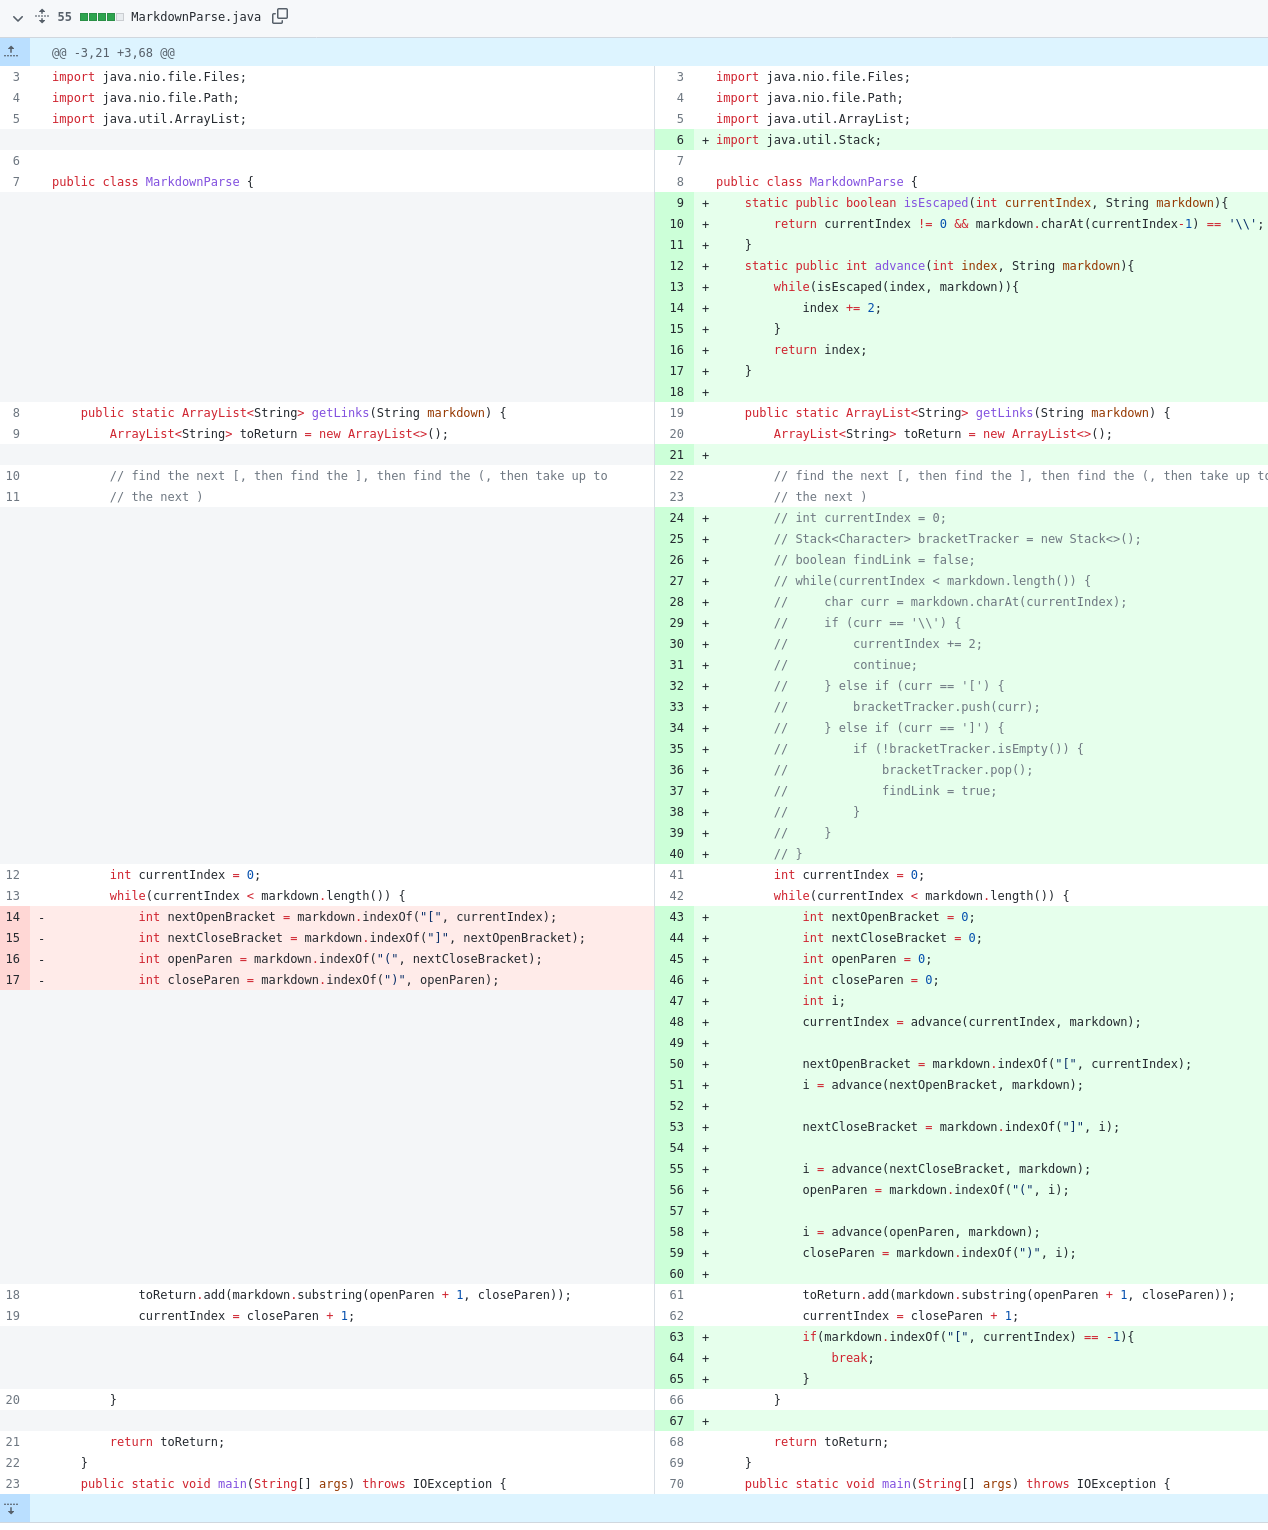 55 MarkdownParse.java
@@ -3,21 +3,68 @@
3 import java.nio.file.Files; 3 import java.nio.file.Files;
4 import java.nio.file.Path; 4 import java.nio.file.Path;
5 import java.util.ArrayList; 5 import java.util.ArrayList;
6 + import java.util.Stack;
6 7
7 public class MarkdownParse { 8 public class MarkdownParse {
9 + static public boolean isEscaped(int currentIndex, String markdown){
10 + return currentIndex != 0 && markdown.charAt(currentIndex-1) == '\\';
11 + }
12 + static public int advance(int index, String markdown){
13 + while(isEscaped(index, markdown)){
14 + index += 2;
15 + }
16 + return index;
17 + }
18 +
8 public static ArrayList<String> getLinks(String markdown) { 19 public static ArrayList<String> getLinks(String markdown) {
9 ArrayList<String> toReturn = new ArrayList<>(); 20 ArrayList<String> toReturn = new ArrayList<>();
21 +
10 // find the next [, then find the ], then find the (, then take up to 22 // find the next [, then find the ], then find the (, then take up to
11 // the next ) 23 // the next )
24 + // int currentIndex = 0;
25 + // Stack<Character> bracketTracker = new Stack<>();
26 + // boolean findLink = false;
27 + // while(currentIndex < markdown.length()) {
28 + // char curr = markdown.charAt(currentIndex);
29 + // if (curr == '\\') {
30 + // currentIndex += 2;
31 + // continue;
32 + // } else if (curr == '[') {
33 + // bracketTracker.push(curr);
34 + // } else if (curr == ']') {
35 + // if (!bracketTracker.isEmpty()) {
36 + // bracketTracker.pop();
37 + // findLink = true;
38 + // }
39 + // }
40 + // }
12 int currentIndex = 0; 41 int currentIndex = 0;
13 while(currentIndex < markdown.length()) { 42 while(currentIndex < markdown.length()) {
14 - int nextOpenBracket = markdown.indexOf("[", currentIndex); 43 + int nextOpenBracket = 0;
15 - int nextCloseBracket = markdown.indexOf("]", nextOpenBracket); 44 + int nextCloseBracket = 0;
16 - int openParen = markdown.indexOf("(", nextCloseBracket); 45 + int openParen = 0;
17 - int closeParen = markdown.indexOf(")", openParen); 46 + int closeParen = 0;
47 + int i;
48 + currentIndex = advance(currentIndex, markdown);
49 +
50 + nextOpenBracket = markdown.indexOf("[", currentIndex);
51 + i = advance(nextOpenBracket, markdown);
52 +
53 + nextCloseBracket = markdown.indexOf("]", i);
54 +
55 + i = advance(nextCloseBracket, markdown);
56 + openParen = markdown.indexOf("(", i);
57 +
58 + i = advance(openParen, markdown);
59 + closeParen = markdown.indexOf(")", i);
60 +
18 toReturn.add(markdown.substring(openParen + 1, closeParen)); 61 toReturn.add(markdown.substring(openParen + 1, closeParen));
19 currentIndex = closeParen + 1; 62 currentIndex = closeParen + 1;
63 + if(markdown.indexOf("[", currentIndex) == -1){
64 + break;
65 + }
20 } 66 }
67 +
21 return toReturn; 68 return toReturn;
22 } 69 }
23 public static void main(String[] args) throws IOException { 70 public static void main(String[] args) throws IOException {